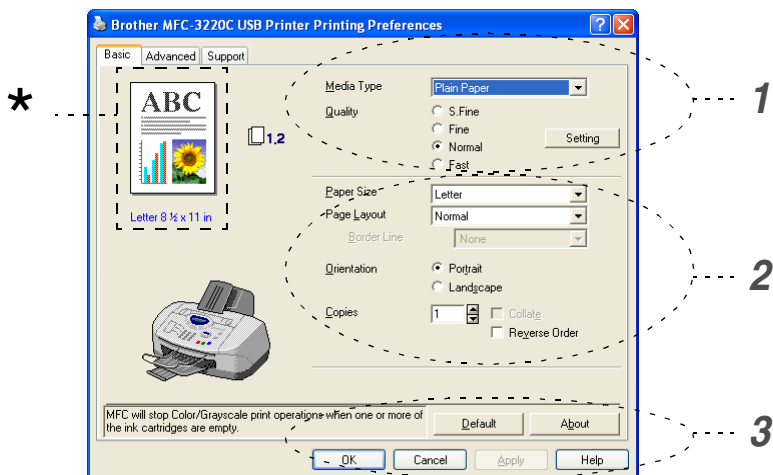 Brother MFC-3220C USB Printer Printing Preferences
Basic Advanced Support
*
ABC
1.2
Letter 8 ½ x 11 in
Media Type Plain Paper
Quality S.Fine
Fine
Normal
Fast
Setting
1
Paper Size Letter
Page Layout Normal
Border Line None
Orientation Portrait
Landscape
Copies 1 Collate
Reverse Order
2
MFC will stop Color/Grayscale print operations when one or more of
the ink cartridges are empty.
Default About
3
OK Cancel Apply Help